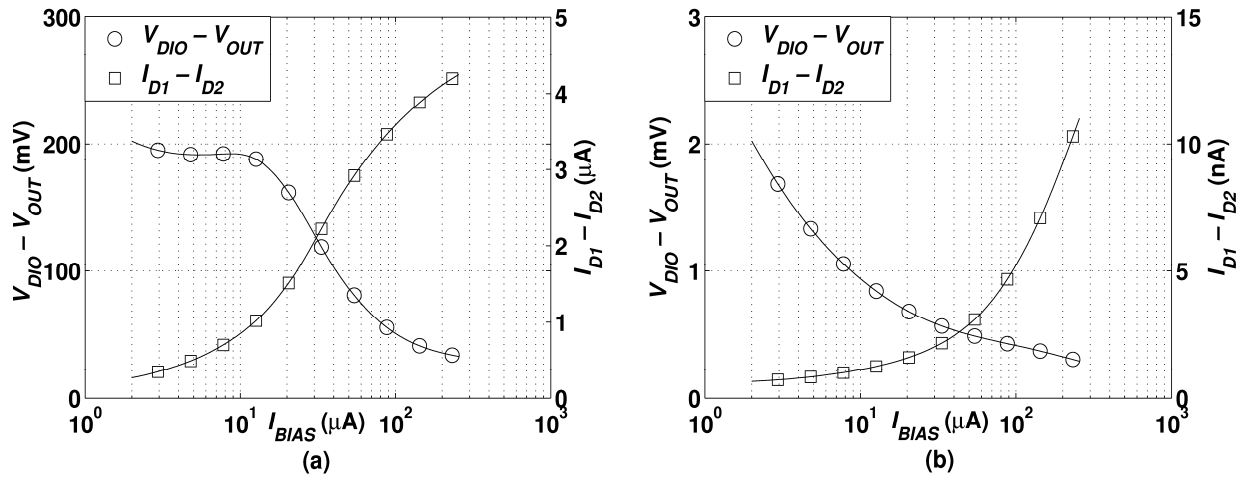 300
200
100
0
V_DIO – V_OUT (mV)
V_DIO – V_OUT
I_D1 – I_D2
5
4
3
2
1
0
I_D1 – I_D2 (μA)
10^0
10^1
10^2
10^3
I_BIAS (μA)
(a)
3
2
1
0
V_DIO – V_OUT (mV)
V_DIO – V_OUT
I_D1 – I_D2
15
10
5
0
I_D1 – I_D2 (nA)
10^0
10^1
10^2
10^3
I_BIAS (μA)
(b)